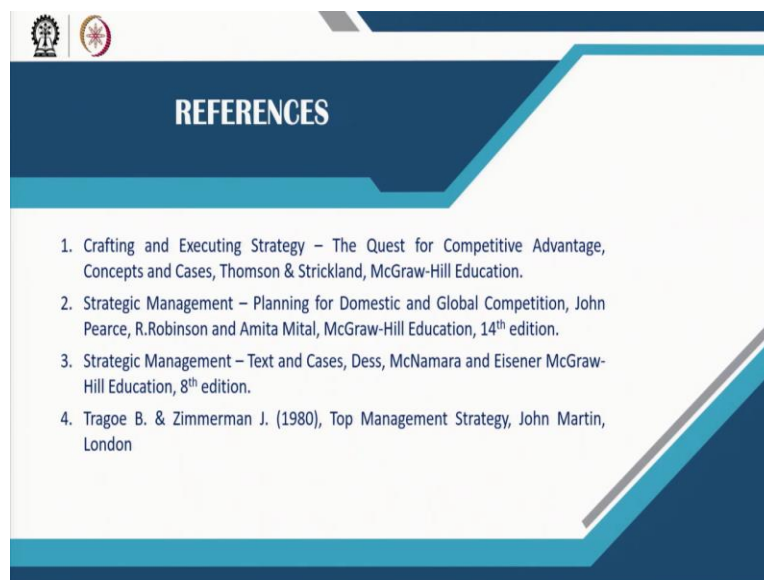 REFERENCES
1. Crafting and Executing Strategy – The Quest for Competitive Advantage,
Concepts and Cases, Thomson & Strickland, McGraw-Hill Education.
2. Strategic Management – Planning for Domestic and Global Competition, John
Pearce, R.Robinson and Amita Mital, McGraw-Hill Education, 14th edition.
3. Strategic Management – Text and Cases, Dess, McNamara and Eisener McGraw-
Hill Education, 8th edition.
4. Tragoe B. & Zimmerman J. (1980), Top Management Strategy, John Martin,
London